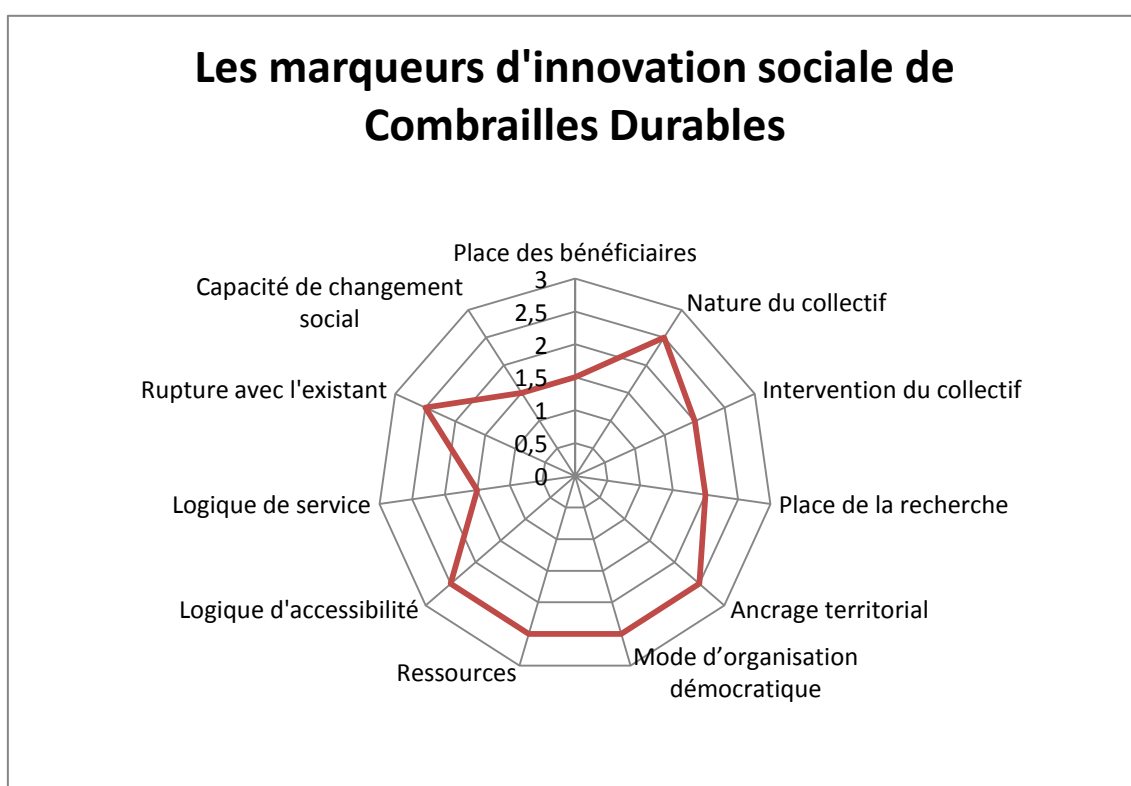 Les marqueurs d'innovation sociale de
Combrailles Durables
Place des bénéficiaires
Nature du collectif
Intervention du collectif
Place de la recherche
Ancrage territorial
Mode d’organisation
démocratique
Ressources
Logique d'accessibilité
Logique de service
Rupture avec l'existant
Capacité de changement
social
3
2,5
2
1,5
1
0,5
0